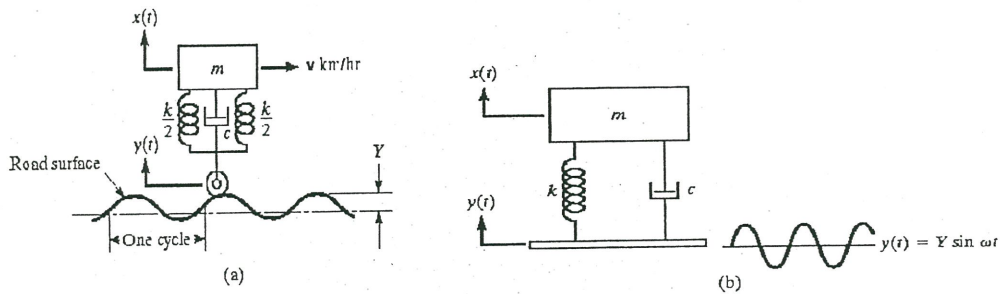 x(t)
m
v km/hr
k/2
c
k/2
y(t)
Y
Road surface
One cycle
(a)
x(t)
m
k
c
y(t)
y(t) = Y sin ωt
(b)